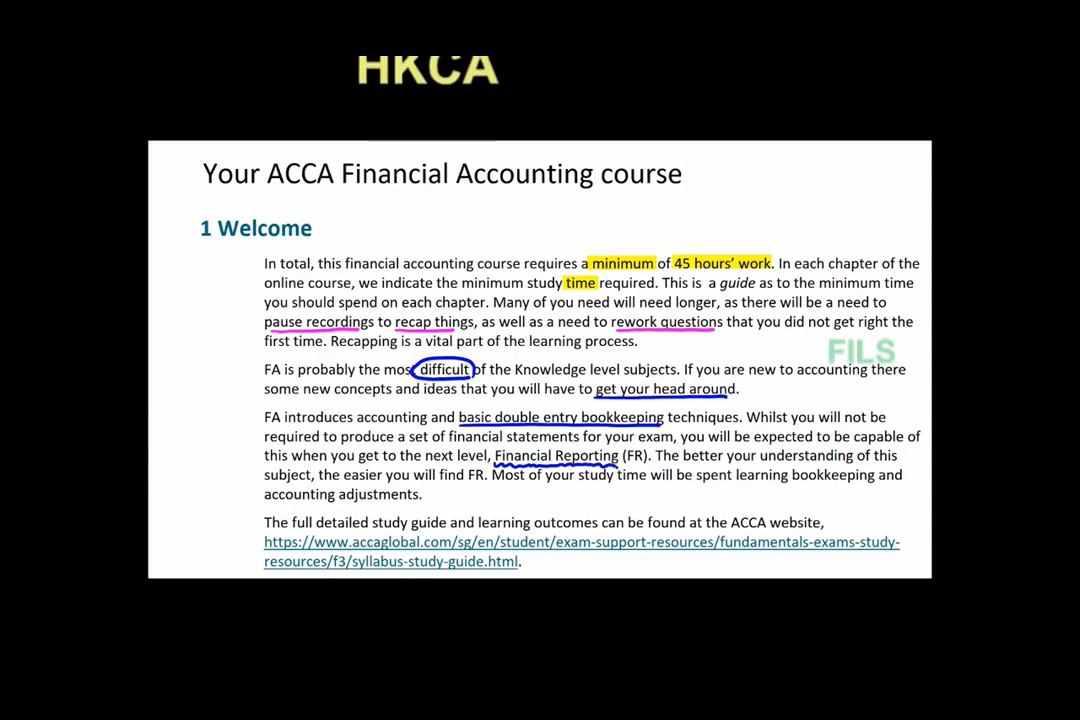 HKCA
Your ACCA Financial Accounting course
1 Welcome
In total, this financial accounting course requires a minimum of 45 hours' work. In each chapter of the
online course, we indicate the minimum study time required. This is a guide as to the minimum time
you should spend on each chapter. Many of you need will need longer, as there will be a need to
pause recordings to recap things, as well as a need to rework questions that you did not get right the
first time. Recapping is a vital part of the learning process.
FILS
FA is probably the most difficult of the Knowledge level subjects. If you are new to accounting there
some new concepts and ideas that you will have to get your head around.
FA introduces accounting and basic double entry bookkeeping techniques. Whilst you will not be
required to produce a set of financial statements for your exam, you will be expected to be capable of
this when you get to the next level, Financial Reporting (FR). The better your understanding of this
subject, the easier you will find FR. Most of your study time will be spent learning bookkeeping and
accounting adjustments.
The full detailed study guide and learning outcomes can be found at the ACCA website,
https://www.accaglobal.com/sg/en/student/exam-support-resources/fundamentals-exams-study-
resources/f3/syllabus-study-guide.html.